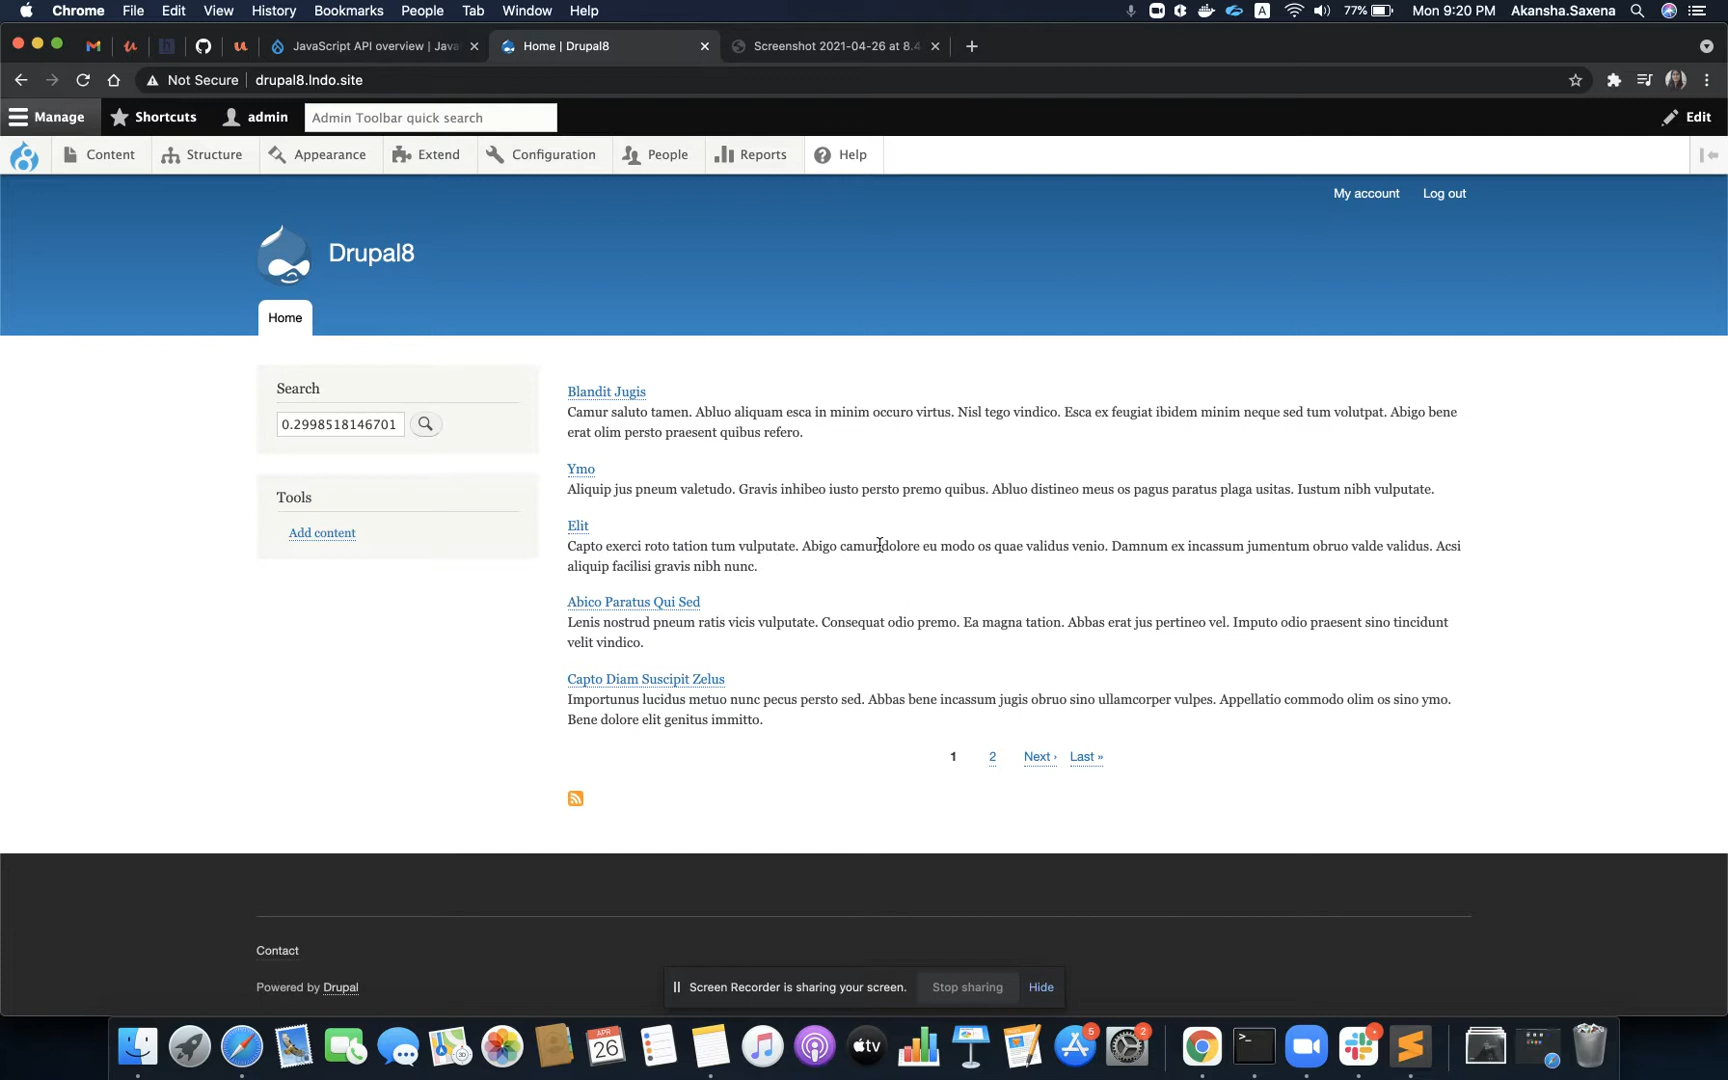 Chrome File Edit View History Bookmarks People Tab Window Help
A 77% Mon 9:20 PM Akansha.Saxena
JavaScript API overview | Java
Home | Drupal8
Screenshot 2021-04-26 at 8.4
Not Secure | drupal8.lndo.site
Manage Shortcuts admin Admin Toolbar quick search Edit
Content Structure Appearance Extend Configuration People Reports Help
My account Log out
Drupal8
Home
Search
0.2998518146701
Tools
Add content
Blandit Jugis
Camur saluto tamen. Abluo aliquam esca in minim occuro virtus. Nisl tego vindico. Esca ex feugiat ibidem minim neque sed tum volutpat. Abigo bene
erat olim persto praesent quibus refero.
Ymo
Aliquip jus pneum valetudo. Gravis inhibeo iusto persto premo quibus. Abluo distineo meus os pagus paratus plaga usitas. Iustum nibh vulputate.
Elit
Capto exerci roto tation tum vulputate. Abigo camur dolore eu modo os quae validus venio. Damnum ex incassum jumentum obruo valde validus. Acsi
aliquip facilisi gravis nibh nunc.
Abico Paratus Qui Sed
Lenis nostrud pneum ratis vicis vulputate. Consequat odio premo. Ea magna tation. Abbas erat jus pertineo vel. Imputo odio praesent sino tincidunt
velit vindico.
Capto Diam Suscipit Zelus
Importunus lucidus metuo nunc pecus persto sed. Abbas bene incassum jugis obruo sino ullamcorper vulpes. Appellatio commodo olim os sino ymo.
Bene dolore elit genitus immitto.
1 2 Next › Last »
Contact
Powered by Drupal
Screen Recorder is sharing your screen. Stop sharing Hide
APR
26
tv
5
2